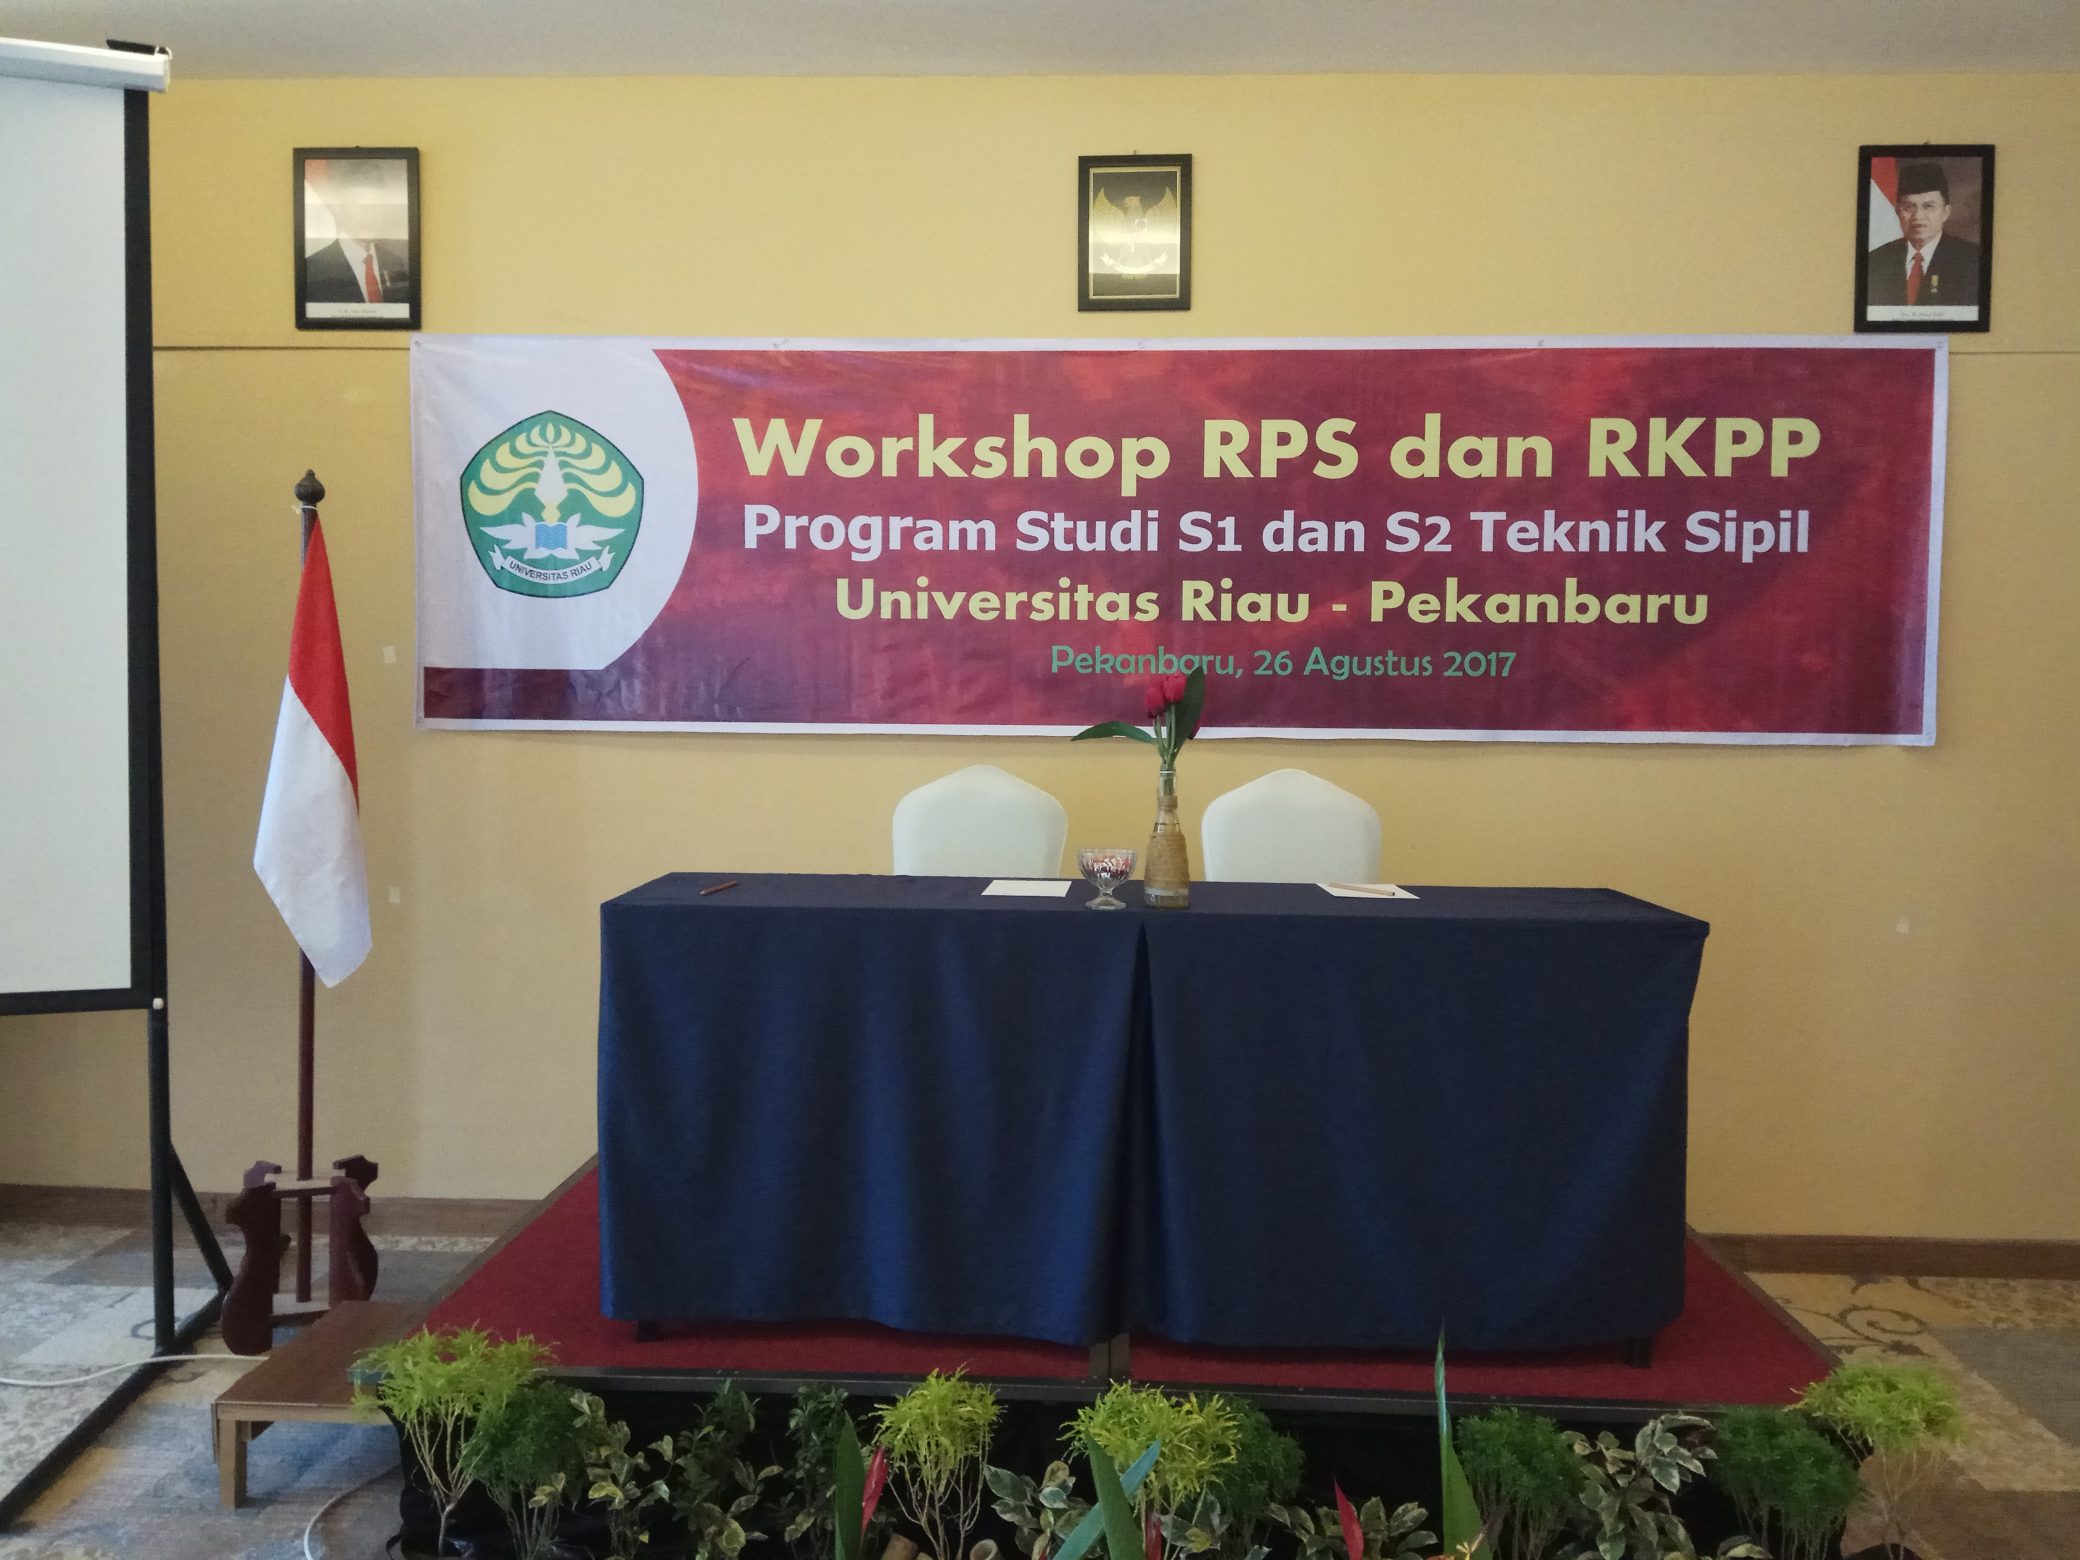 Workshop RPS dan RKPP
Program Studi S1 dan S2 Teknik Sipil
Universitas Riau - Pekanbaru
Pekanbaru, 26 Agustus 2017
UNIVERSITAS RIAU